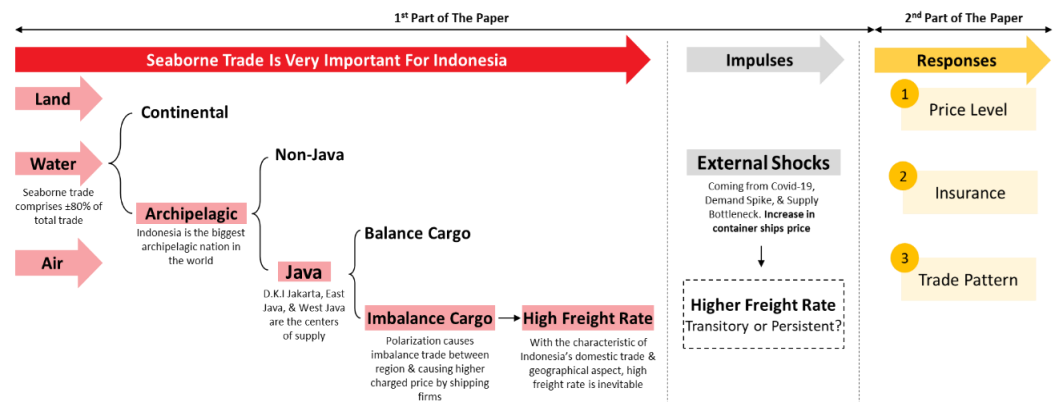 1st Part of The Paper
2nd Part of The Paper
Seaborne Trade Is Very Important For Indonesia
Impulses
Responses
Land
Continental
Water
Seaborne trade
comprises ±80% of
total trade
Archipelagic
Indonesia is the biggest
archipelagic nation in
the world
Air
Non-Java
Java
D.K.I Jakarta, East
Java, & West Java
are the centers
of supply
Balance Cargo
Imbalance Cargo
Polarization causes
imbalance trade between
region & causing higher
charged price by shipping
firms
High Freight Rate
With the characteristic of
Indonesia's domestic trade &
geographical aspect, high
freight rate is inevitable
External Shocks
Coming from Covid-19,
Demand Spike, & Supply
Bottleneck. Increase in
container ships price
Higher Freight Rate
Transitory or Persistent?
1
Price Level
2
Insurance
3
Trade Pattern